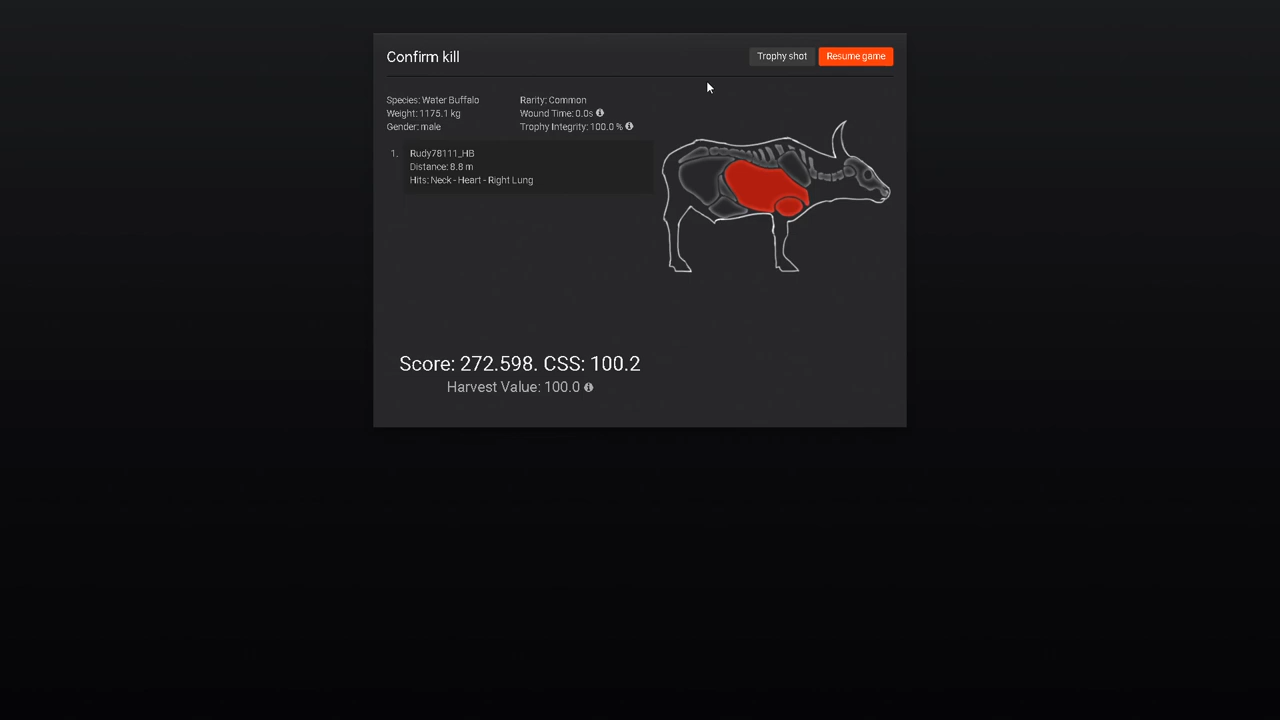 Confirm kill
Trophy shot
Resume game
Species: Water Buffalo
Rarity: Common
Weight: 1175.1 kg
Wound Time: 0.0s
Gender: male
Trophy Integrity: 100.0 %
1.
Rudy78111_HB
Distance: 8.8 m
Hits: Neck - Heart - Right Lung
Score: 272.598. CSS: 100.2
Harvest Value: 100.0